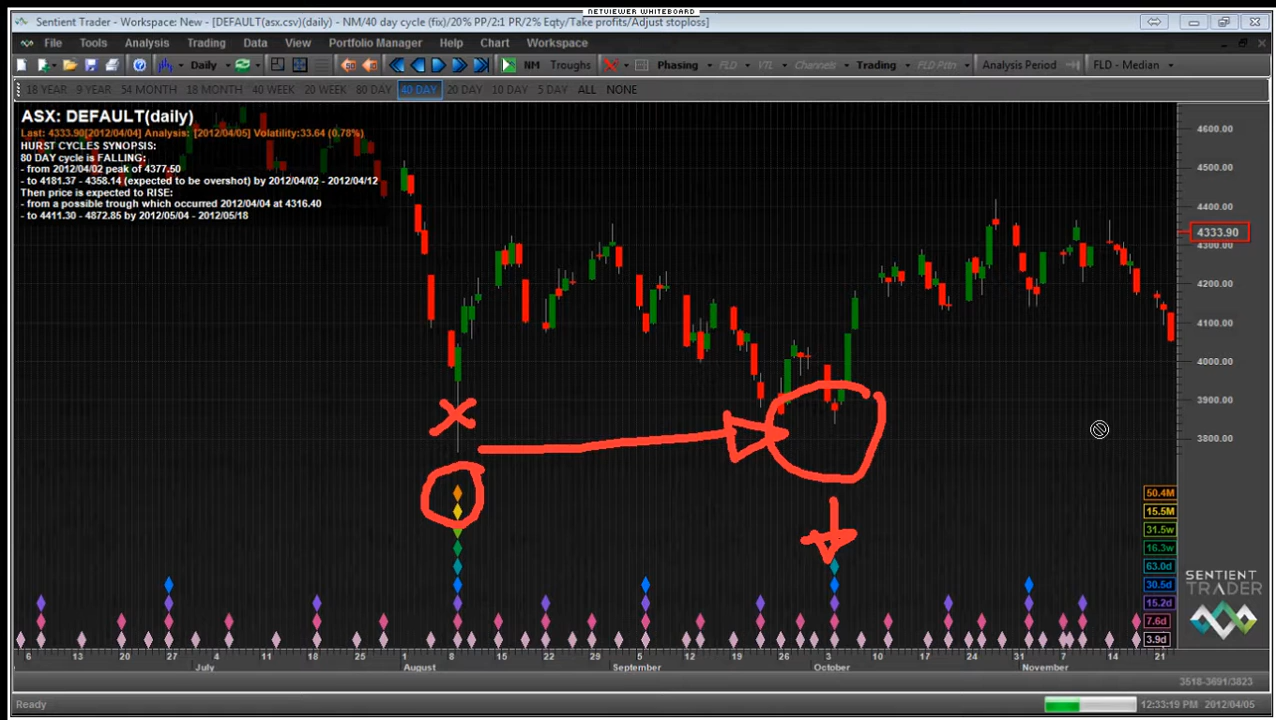 NETVIEWER WHITEBOARD
Sentient Trader - Workspace: New - [DEFAULT(asx.csv)(daily) - NM/40 day cycle (fix)/20% PP/2:1 PR/2% Eqty/Take profits/Adjust stoploss]
File Tools Analysis Trading Data View Portfolio Manager Help Chart Workspace
Daily NM Troughs Phasing FLD VTL Channels Trading FLD Pttn Analysis Period FLD - Median
18 YEAR 9 YEAR 54 MONTH 18 MONTH 40 WEEK 20 WEEK 80 DAY 40 DAY 20 DAY 10 DAY 5 DAY ALL NONE
ASX: DEFAULT(daily)
Last: 4333.90[2012/04/04] Analysis: [2012/04/05] Volatility:33.64 (0.78%)
HURST CYCLES SYNOPSIS:
80 DAY cycle is FALLING:
- from 2012/04/02 peak of 4377.50
- to 4181.37 - 4358.14 (expected to be overshot) by 2012/04/02 - 2012/04/12
Then price is expected to RISE:
- from a possible trough which occurred 2012/04/04 at 4316.40
- to 4411.30 - 4872.85 by 2012/05/04 - 2012/05/18
4600.00
4500.00
4400.00
4333.90
4300.00
4200.00
4100.00
4000.00
3900.00
3800.00
50.4M
15.5M
31.5w
16.3w
63.0d
30.5d
15.2d
7.6d
3.9d
SENTIENT
TRADER
6 13 20 27 4 11 18 25 1 8 15 22 29 5 12 19 26 3 10 17 24 31 7 14 21
July August September October November
3518-3691/3823
Ready 12:33:19 PM 2012/04/05